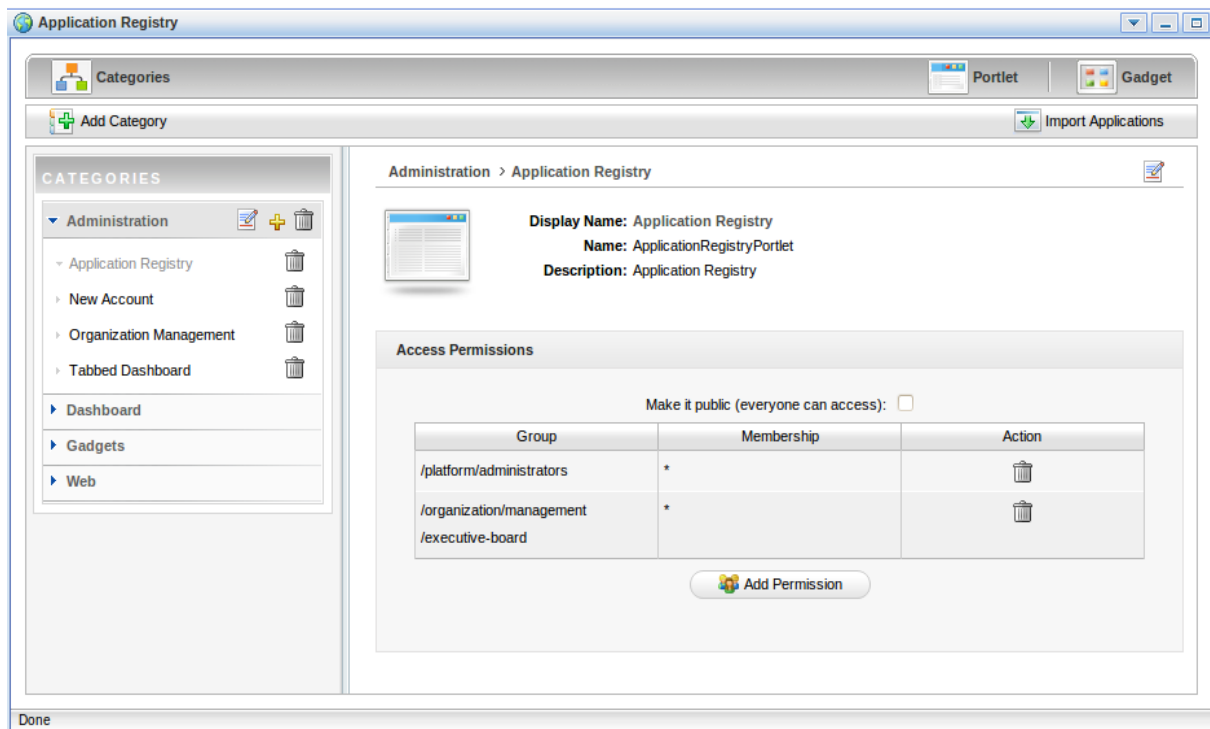 Application Registry
Categories
Portlet
Gadget
Add Category
Import Applications
CATEGORIES
Administration
Application Registry
New Account
Organization Management
Tabbed Dashboard
Dashboard
Gadgets
Web
Administration > Application Registry
Display Name: Application Registry
Name: ApplicationRegistryPortlet
Description: Application Registry
Access Permissions
Make it public (everyone can access):
Group Membership Action
/platform/administrators *
/organization/management *
/executive-board
Add Permission
Done